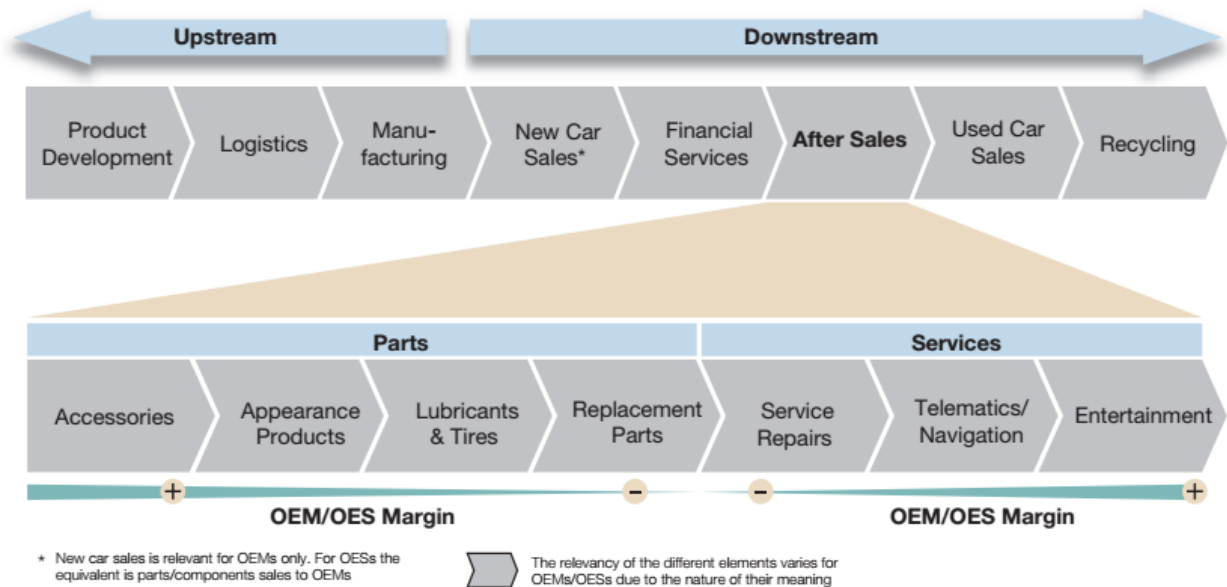 Upstream
Downstream
Product
Development
Logistics
Manu-
facturing
New Car
Sales*
Financial
Services
After Sales
Used Car
Sales
Recycling
Parts
Services
Accessories
Appearance
Products
Lubricants
& Tires
Replacement
Parts
Service
Repairs
Telematics/
Navigation
Entertainment
+
−
−
+
OEM/OES Margin
OEM/OES Margin
* New car sales is relevant for OEMs only. For OESs the
equivalent is parts/components sales to OEMs
The relevancy of the different elements varies for
OEMs/OESs due to the nature of their meaning